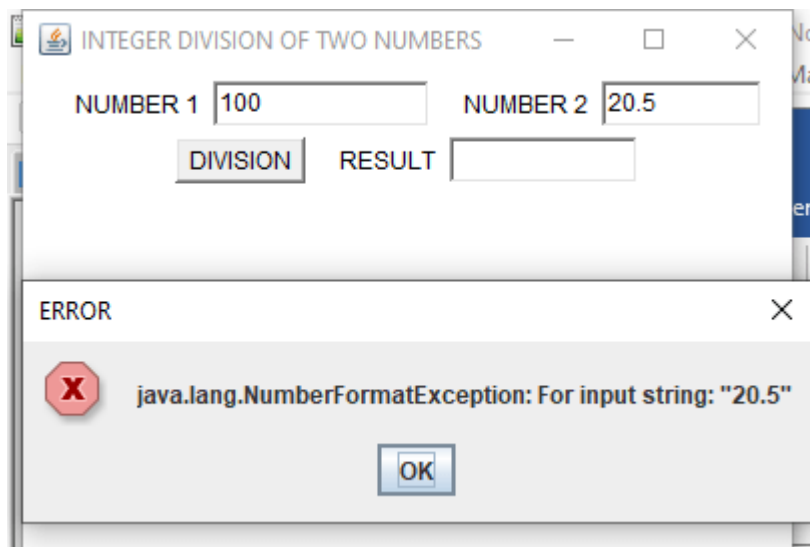 INTEGER DIVISION OF TWO NUMBERS
NUMBER 1 100 NUMBER 2 20.5
DIVISION RESULT
ERROR
java.lang.NumberFormatException: For input string: "20.5"
OK